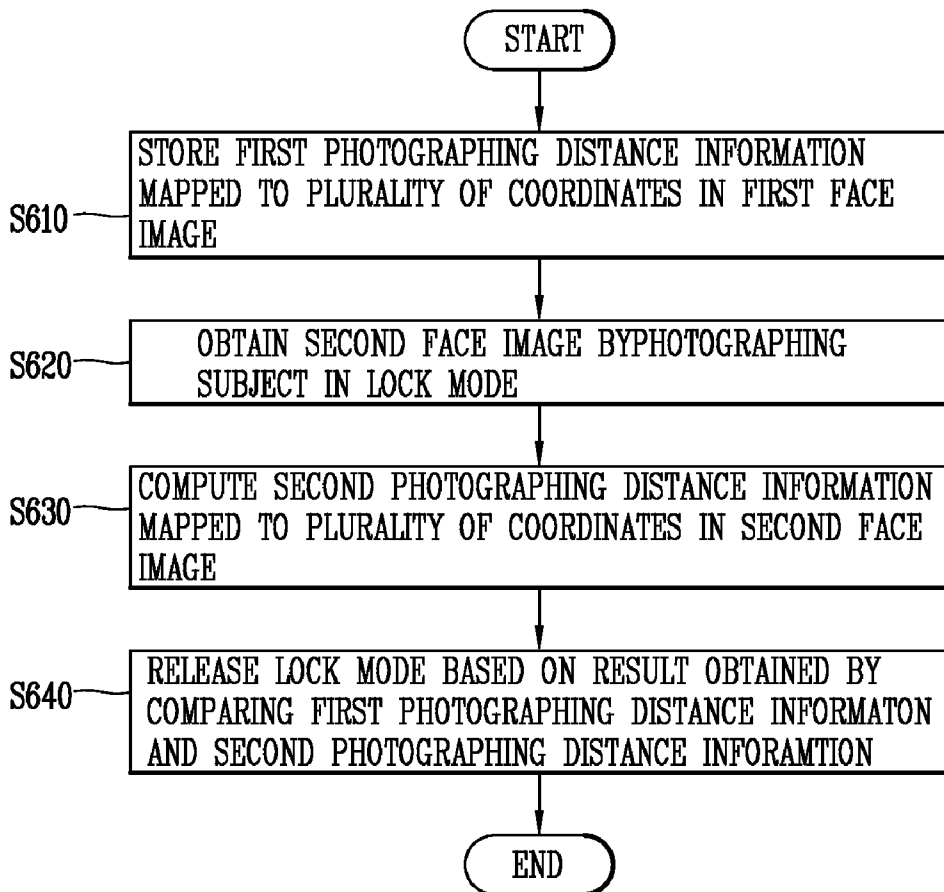 START
STORE FIRST PHOTOGRAPHING DISTANCE INFORMATION
MAPPED TO PLURALITY OF COORDINATES IN FIRST FACE
IMAGE
S610
OBTAIN SECOND FACE IMAGE BYPHOTOGRAPHING
SUBJECT IN LOCK MODE
S620
COMPUTE SECOND PHOTOGRAPHING DISTANCE INFORMATION
MAPPED TO PLURALITY OF COORDINATES IN SECOND FACE
IMAGE
S630
RELEASE LOCK MODE BASED ON RESULT OBTAINED BY
COMPARING FIRST PHOTOGRAPHING DISTANCE INFORMATON
AND SECOND PHOTOGRAPHING DISTANCE INFORAMTION
S640
END